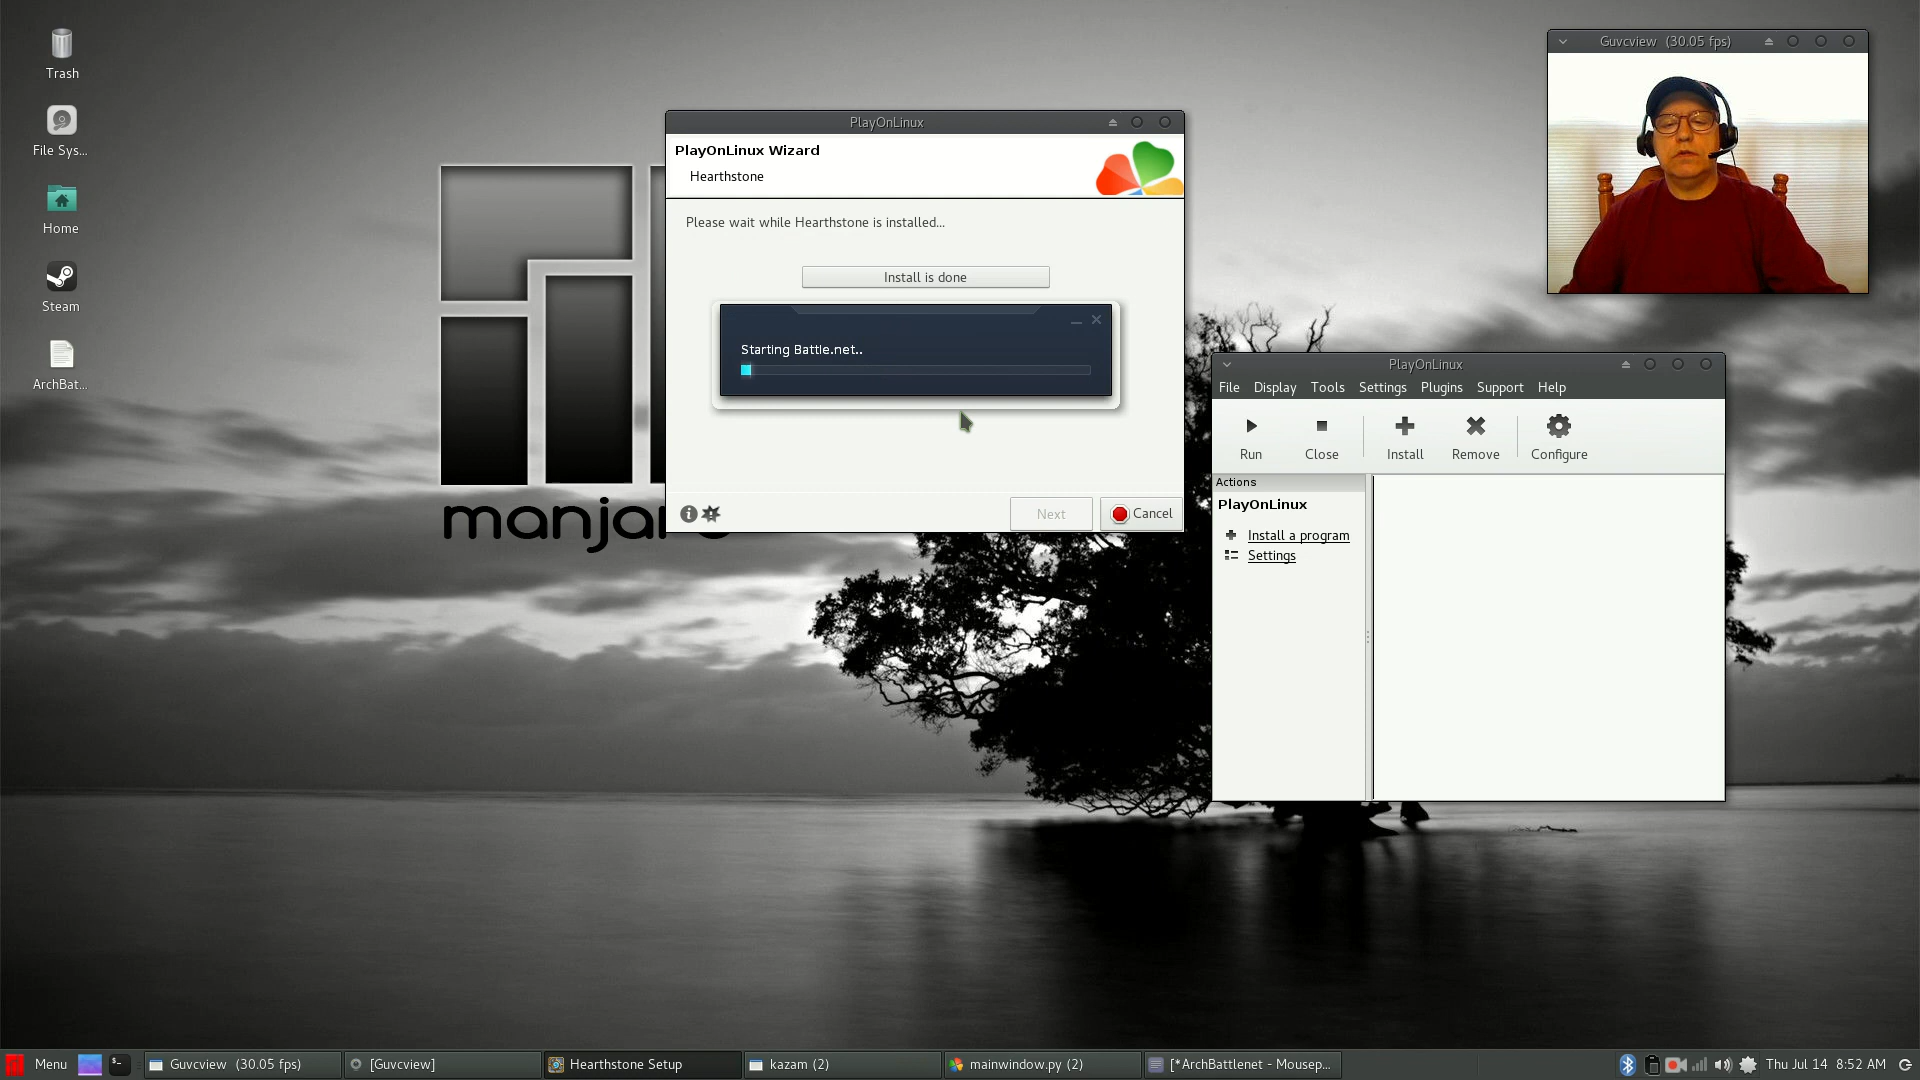 Trash
File Sys...
Home
Steam
ArchBat...
manjaro
PlayOnLinux
PlayOnLinux Wizard
Hearthstone
Please wait while Hearthstone is installed...
Install is done
Starting Battle.net..
Next
Cancel
Guvcview (30.05 fps)
PlayOnLinux
File Display Tools Settings Plugins Support Help
Run Close Install Remove Configure
Actions
PlayOnLinux
Install a program
Settings
Menu
Guvcview (30.05 fps)
[Guvcview]
Hearthstone Setup
kazam (2)
mainwindow.py (2)
[*ArchBattlenet - Mousep...
Thu Jul 14 8:52 AM